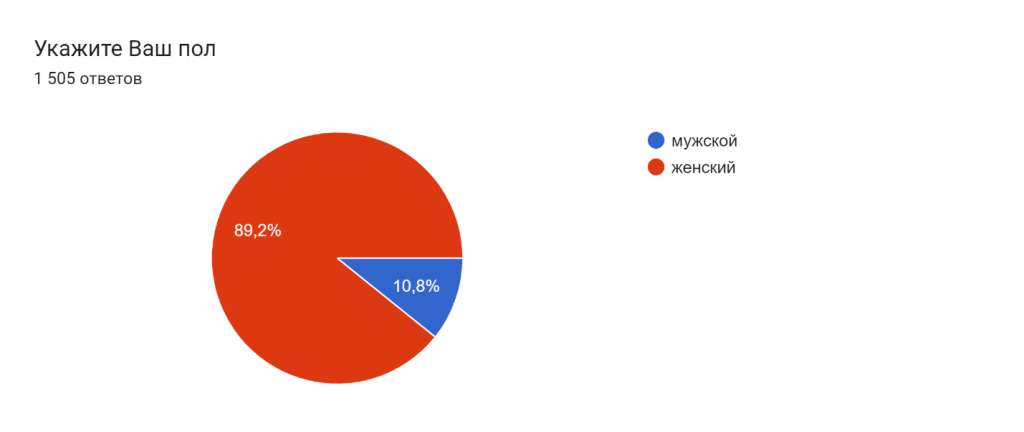 Укажите Ваш пол
1 505 ответов
мужской
женский
89,2%
10,8%